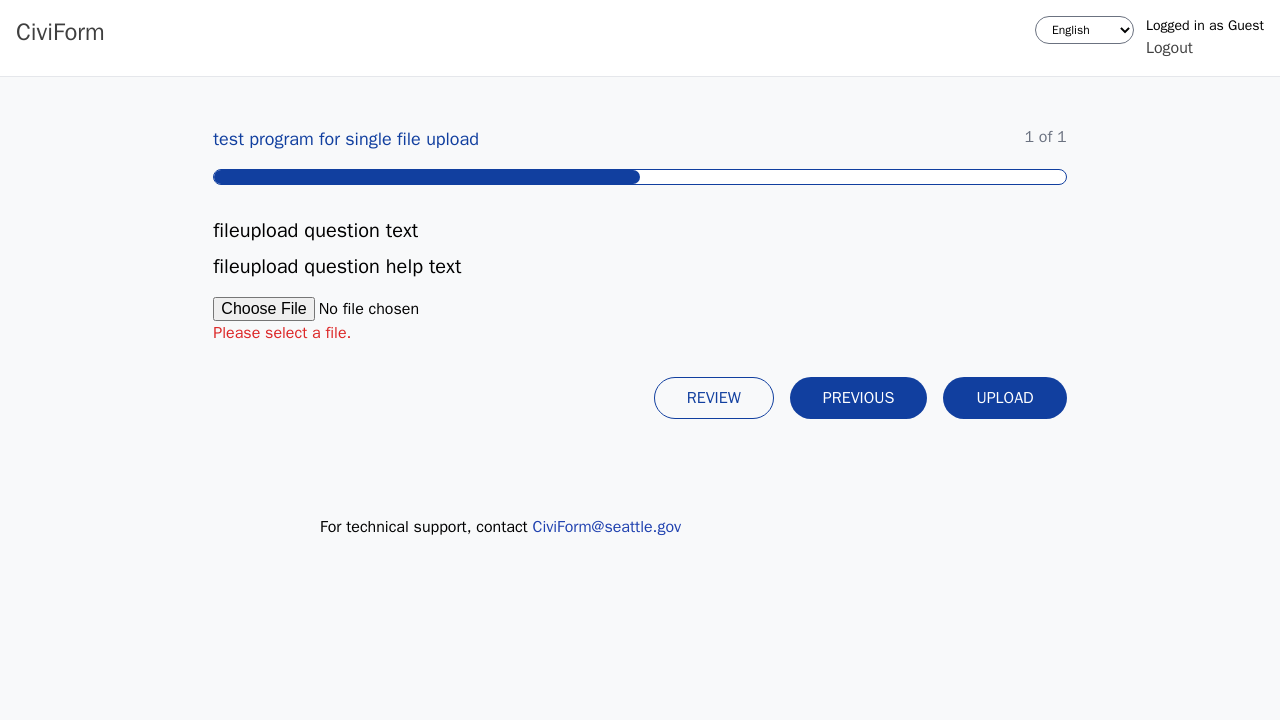 CiviForm
English
Logged in as Guest
Logout
test program for single file upload
1 of 1
fileupload question text
fileupload question help text
Choose File No file chosen
Please select a file.
REVIEW
PREVIOUS
UPLOAD
For technical support, contact CiviForm@seattle.gov